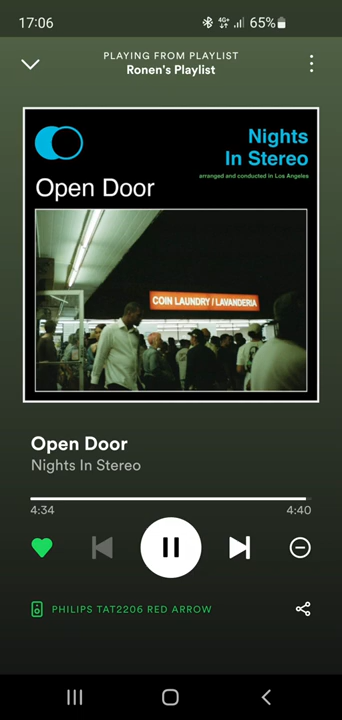 17:06
4G+
65%
PLAYING FROM PLAYLIST
Ronen's Playlist
Nights
In Stereo
arranged and conducted in Los Angeles
Open Door
COIN LAUNDRY / LAVANDERIA
Open Door
Nights In Stereo
4:34
4:40
PHILIPS TAT2206 RED ARROW